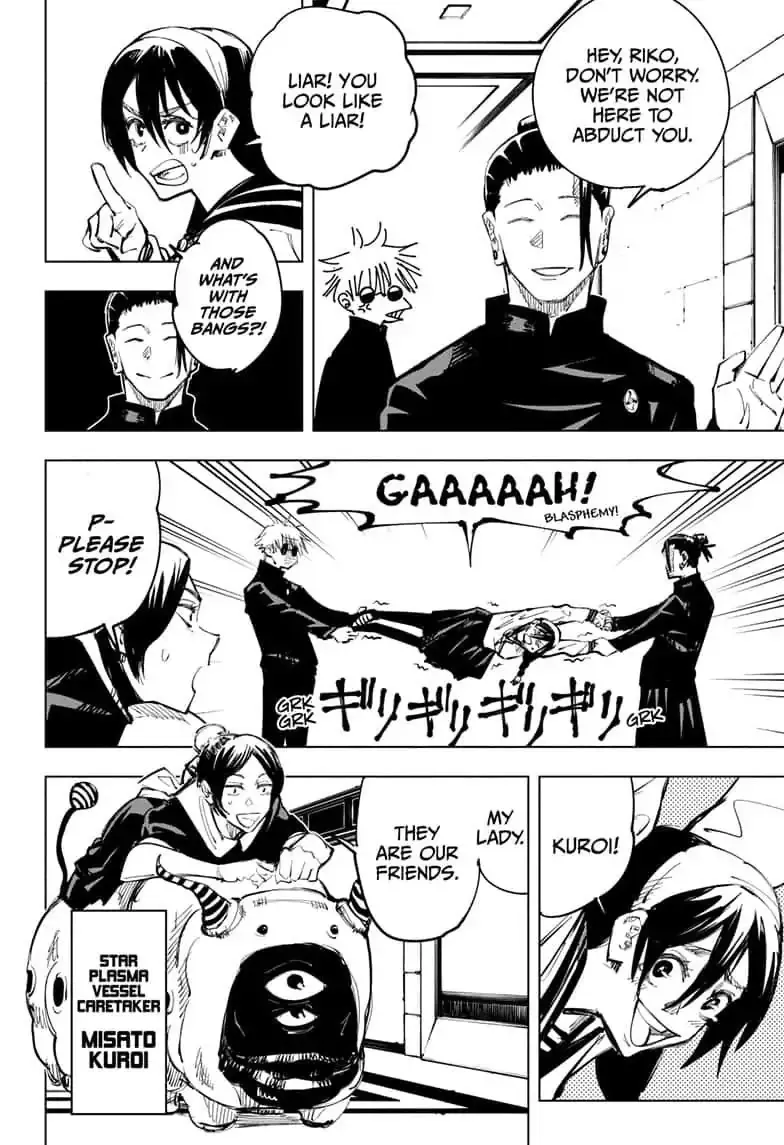 HEY, RIKO,
DON'T WORRY.
WE'RE NOT
HERE TO
ABDUCT YOU.
LIAR! YOU
LOOK LIKE
A LIAR!
AND
WHAT'S
WITH
THOSE
BANGS?!
GAAAAAH!
BLASPHEMY!
P-
PLEASE
STOP!
GRK
ギリギリギリギリ
GRK
GRK
KUROI!
MY
LADY.
THEY
ARE OUR
FRIENDS.
STAR
PLASMA
VESSEL
CARETAKER
MISATO
KUROI